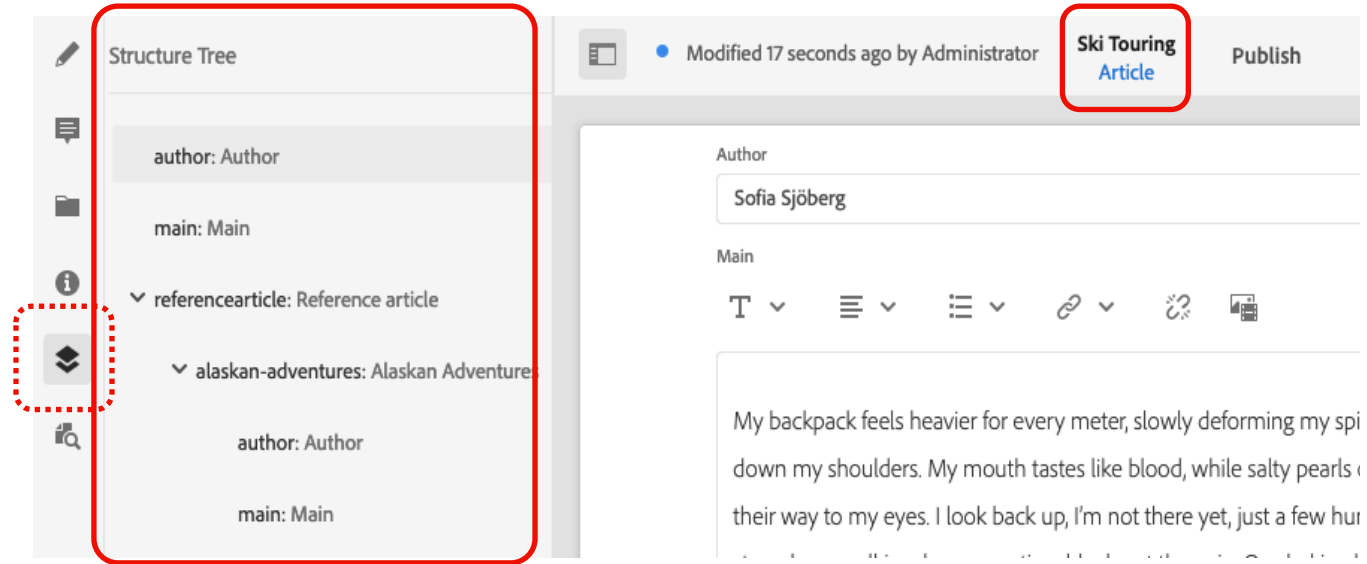 Structure Tree
author: Author
main: Main
referencearticle: Reference article
alaskan-adventures: Alaskan Adventures
author: Author
main: Main
Modified 17 seconds ago by Administrator
Ski Touring
Article
Publish
Author
Sofia Sjöberg
Main
My backpack feels heavier for every meter, slowly deforming my
down my shoulders. My mouth tastes like blood, while salty pearls
their way to my eyes. I look back up, I'm not there yet, just a few